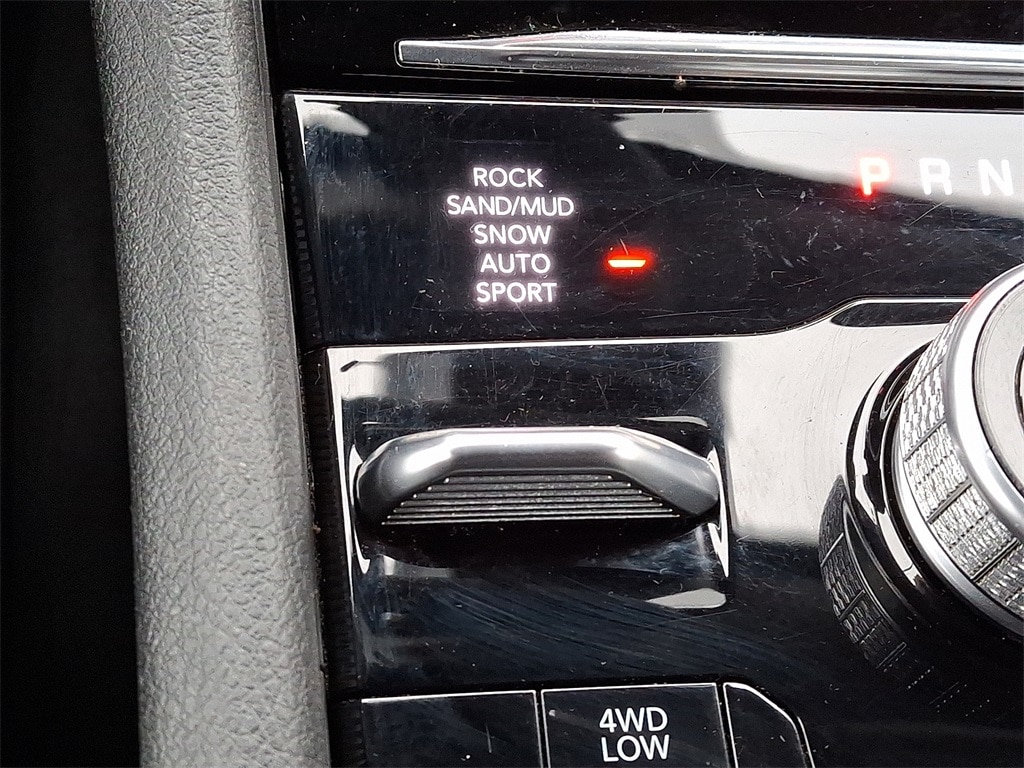 ROCK
SAND/MUD
SNOW
AUTO
SPORT
P R N
4WD
LOW